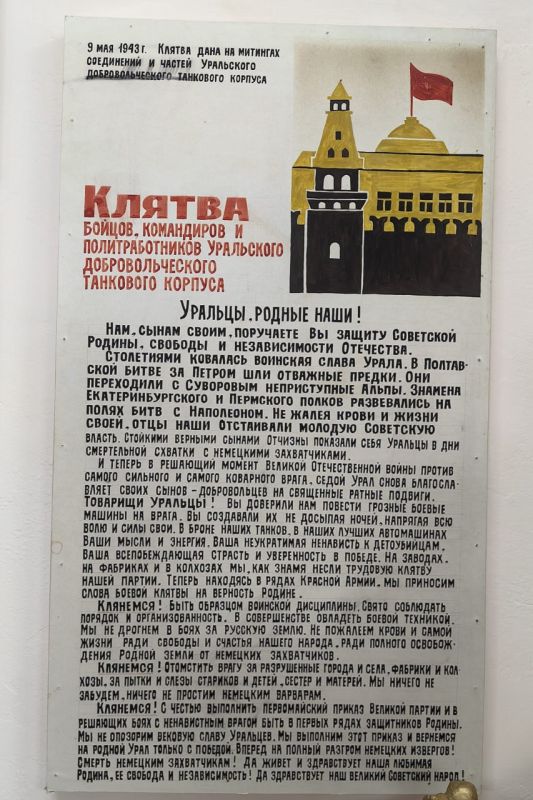 9 мая 1943 г. Клятва дана на митингах
соединений и частей Уральского
добровольческого танкового корпуса
Клятва
бойцов, командиров и
политработников Уральского
добровольческого
танкового корпуса
Уральцы, родные наши!
Нам, сынам своим, поручаете Вы защиту Советской
Родины, свободы и независимости Отечества.
Столетиями ковалась воинская слава Урала. В Полтав-
ской битве за Петром шли отважные предки. Они
переходили с Суворовым неприступные Альпы. Знамена
Екатеринбургского и Пермского полков развевались на
полях битв с Наполеоном. Не жалея крови и жизни
своей, отцы наши отстаивали молодую Советскую
власть. Стойкими верными сынами Отчизны показали себя Уральцы в дни
смертельной схватки с немецкими захватчиками.
И теперь в решающий момент Великой Отечественной войны против
самого сильного и самого коварного врага, седой Урал снова благослав-
вляет своих сынов - добровольцев на священные ратные подвиги.
Товарищи Уральцы! Вы доверили нам повести грозные боевые
машины на врага. Вы создавали их не досыпая ночей, напрягая всю
волю и силы свои. В броне наших танков, в наших лучших автомашинах
Ваши мысли и энергия, Ваша неукратимая ненависть к детоубийцам,
Ваша всепобеждающая страсть и уверенность в победе. На заводах,
на фабриках и в колхозах мы, как знамя несли трудовую клятву
нашей партии. Теперь находясь в рядах Красной Армии, мы приносим
слова боевой клятвы на верность Родине.
Клянемся! Быть образцом воинской дисциплины, свято соблюдать
порядок и организованность. В совершенстве овладеть боевой техникой.
Мы не дрогнем в боях за русскую землю. Не пожалеем крови и самой
жизни ради свободы и счастья нашего народа, ради полного освобож-
дения Родной земли от немецких захватчиков.
Клянемся! Отомстить врагу за разрушенные города и села, фабрики и кол-
хозы, за пытки и слезы стариков и детей, сестер и матерей. Мы ничего не
забудем, ничего не простим немецким варварам.
Клянемся! С честью выполнить первомайский приказ Великой партии и в
решающих боях с ненавистным врагом быть в первых рядах защитников Родины.
Мы не опозорим вековую славу Уральцев. Мы выполним этот приказ и вернемся
на родной Урал только с победой. Вперед на полный разгром немецких извергов!
Смерть немецким захватчикам! Да живет и здравствует наша любимая
Родина, ее свобода и независимость! Да здравствует наш великий Советский народ!